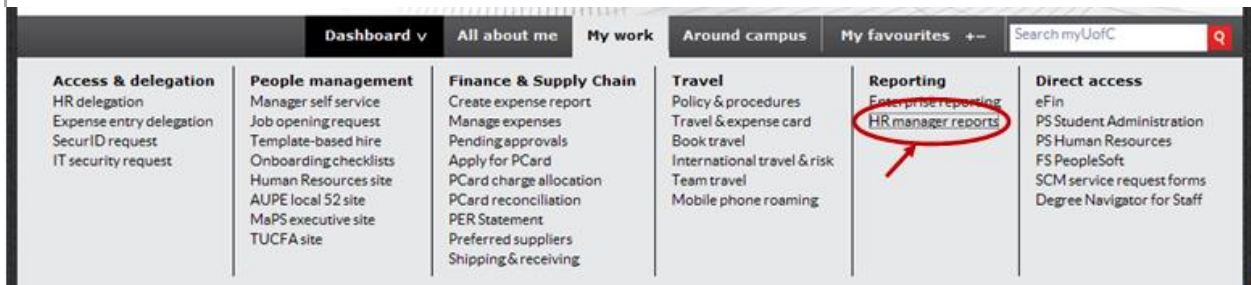 Dashboard v
All about me
My work
Around campus
My favourites +−
Search myUofC
Access & delegation
HR delegation
Expense entry delegation
SecurID request
IT security request
People management
Manager self service
Job opening request
Template-based hire
Onboarding checklists
Human Resources site
AUPE local 52 site
MaPS executive site
TUCFA site
Finance & Supply Chain
Create expense report
Manage expenses
Pending approvals
Apply for PCard
PCard charge allocation
PCard reconciliation
PER Statement
Preferred suppliers
Shipping & receiving
Travel
Policy & procedures
Travel & expense card
Book travel
International travel & risk
Team travel
Mobile phone roaming
Reporting
Enterprise reporting
HR manager reports
Direct access
eFin
PS Student Administration
PS Human Resources
FS PeopleSoft
SCM service request forms
Degree Navigator for Staff